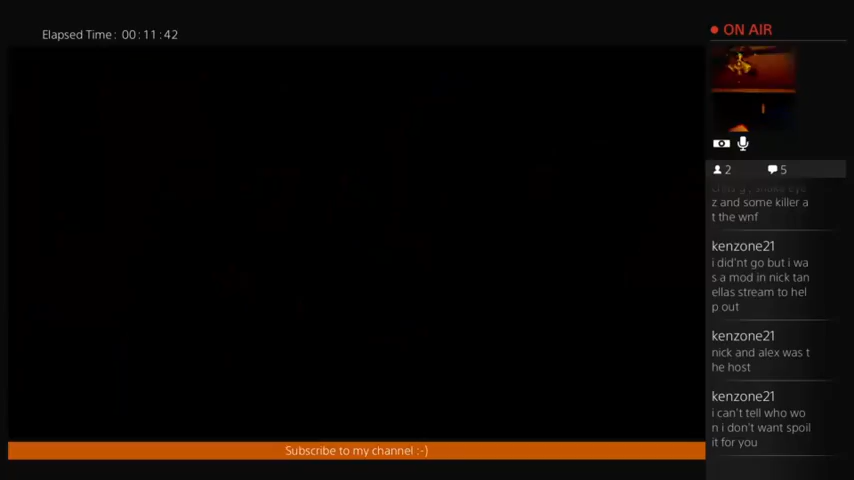 Elapsed Time: 00:11:42
ON AIR
2
5
z and some killer a
t the wnf
kenzone21
i did'nt go but i wa
s a mod in nick tan
ellas stream to hel
p out
kenzone21
nick and alex was t
he host
kenzone21
i can't tell who wo
n i don't want spoil
it for you
Subscribe to my channel :-)